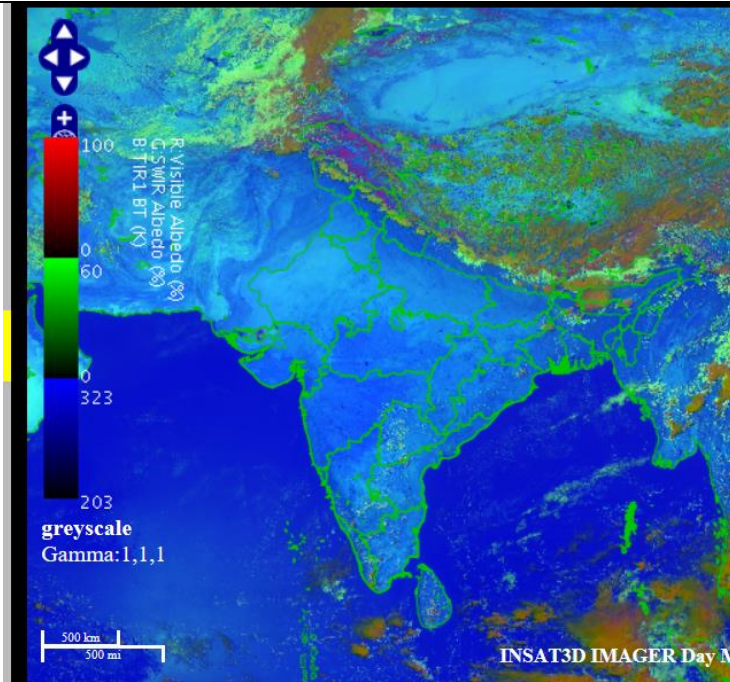 100
0
60
0
323
203
R:Visible Albedo (%)
G:SWIR Albedo (%)
B:TIR1 BT (K)
greyscale
Gamma:1,1,1
500 km
500 mi
INSAT3D IMAGER Day M